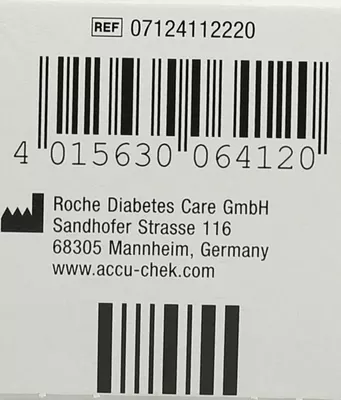 REF 07124112220
4 015630 064120
Roche Diabetes Care GmbH
Sandhofer Strasse 116
68305 Mannheim, Germany
www.accu-chek.com